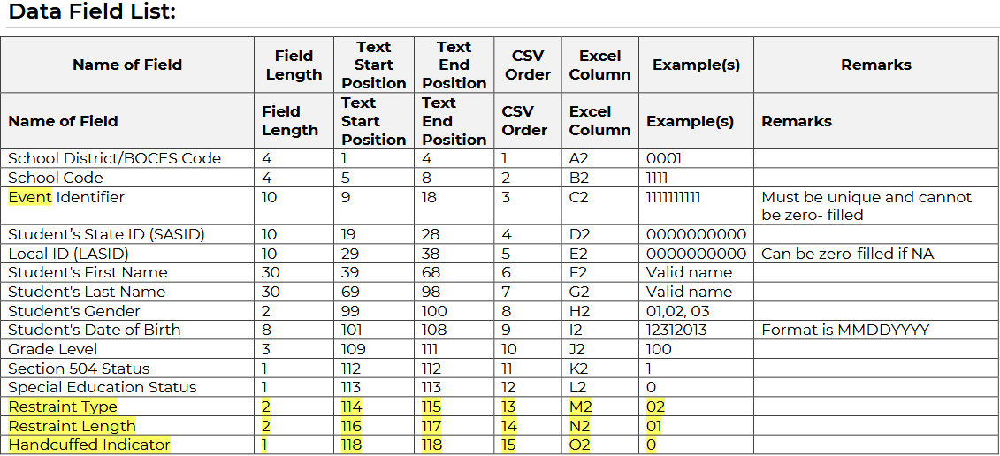 Data Field List:
Name of Field Field Length Text Start Position Text End Position CSV Order Excel Column Example(s) Remarks
Name of Field Field Length Text Start Position Text End Position CSV Order Excel Column Example(s) Remarks
School District/BOCES Code 4 1 4 1 A2 0001
School Code 4 5 8 2 B2 1111
Event Identifier 10 9 18 3 C2 1111111111 Must be unique and cannot
be zero- filled
Student’s State ID (SASID) 10 19 28 4 D2 0000000000
Local ID (LASID) 10 29 38 5 E2 0000000000 Can be zero-filled if NA
Student's First Name 30 39 68 6 F2 Valid name
Student's Last Name 30 69 98 7 G2 Valid name
Student's Gender 2 99 100 8 H2 01,02, 03
Student's Date of Birth 8 101 108 9 I2 12312013 Format is MMDDYYYY
Grade Level 3 109 111 10 J2 100
Section 504 Status 1 112 112 11 K2 1
Special Education Status 1 113 113 12 L2 0
Restraint Type 2 114 115 13 M2 02
Restraint Length 2 116 117 14 N2 01
Handcuffed Indicator 1 118 118 15 O2 0